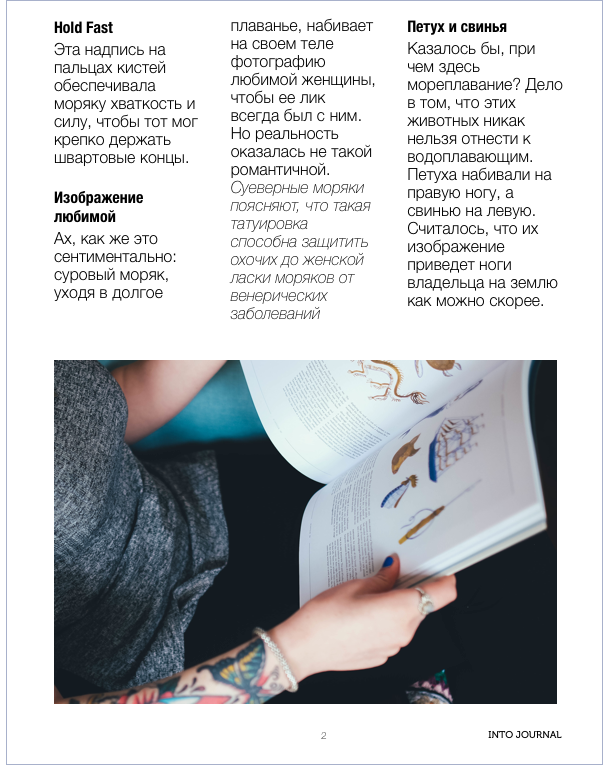 Hold Fast
Эта надпись на
пальцах кистей
обеспечивала
моряку хваткость и
силу, чтобы тот мог
крепко держать
швартовые концы.
Изображение
любимой
Ах, как же это
сентиментально:
суровый моряк,
уходя в долгое
плаванье, набивает
на своем теле
фотографию
любимой женщины,
чтобы ее лик
всегда был с ним.
Но реальность
оказалась не такой
романтичной.
Суеверные моряки
поясняют, что такая
татуировка
способна защитить
охочих до женской
ласки моряков от
венерических
заболеваний
Петух и свинья
Казалось бы, при
чем здесь
мореплавание? Дело
в том, что этих
животных никак
нельзя отнести к
водоплавающим.
Петуха набивали на
правую ногу, а
свинью на левую.
Считалось, что их
изображение
приведет ноги
владельца на землю
как можно скорее.
2
INTO JOURNAL